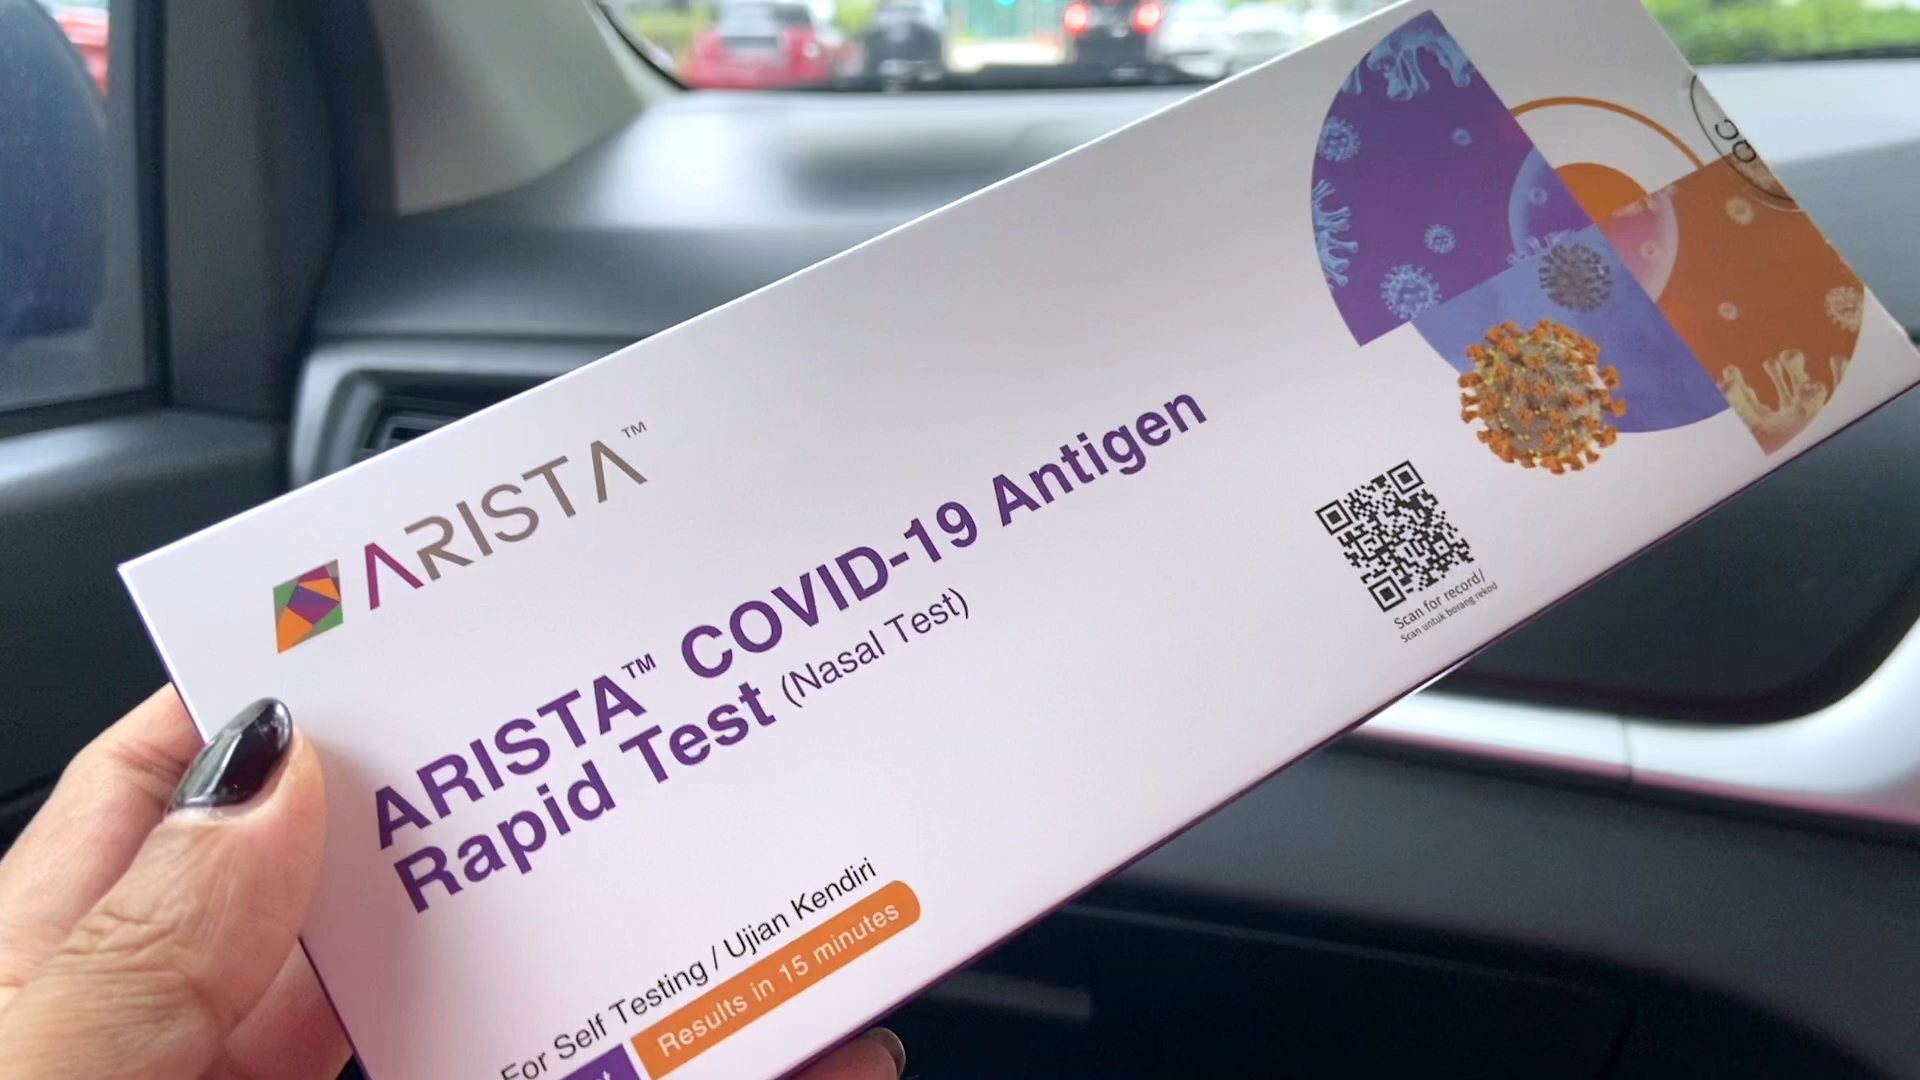 ARISTA™
ARISTA™ COVID-19 Antigen
Rapid Test (Nasal Test)
For Self Testing / Ujian Kendiri
Results in 15 minutes
Scan for record/
Scan untuk borang rekod
QC